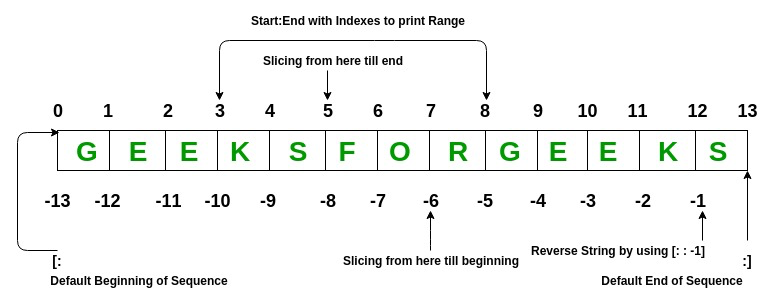 Start:End with Indexes to print Range
Slicing from here till end
0 1 2 3 4 5 6 7 8 9 10 11 12 13
G E E K S F O R G E E K S
-13 -12 -11 -10 -9 -8 -7 -6 -5 -4 -3 -2 -1
Reverse String by using [: : -1]
[: Slicing from here till beginning :]
Default Beginning of Sequence Default End of Sequence